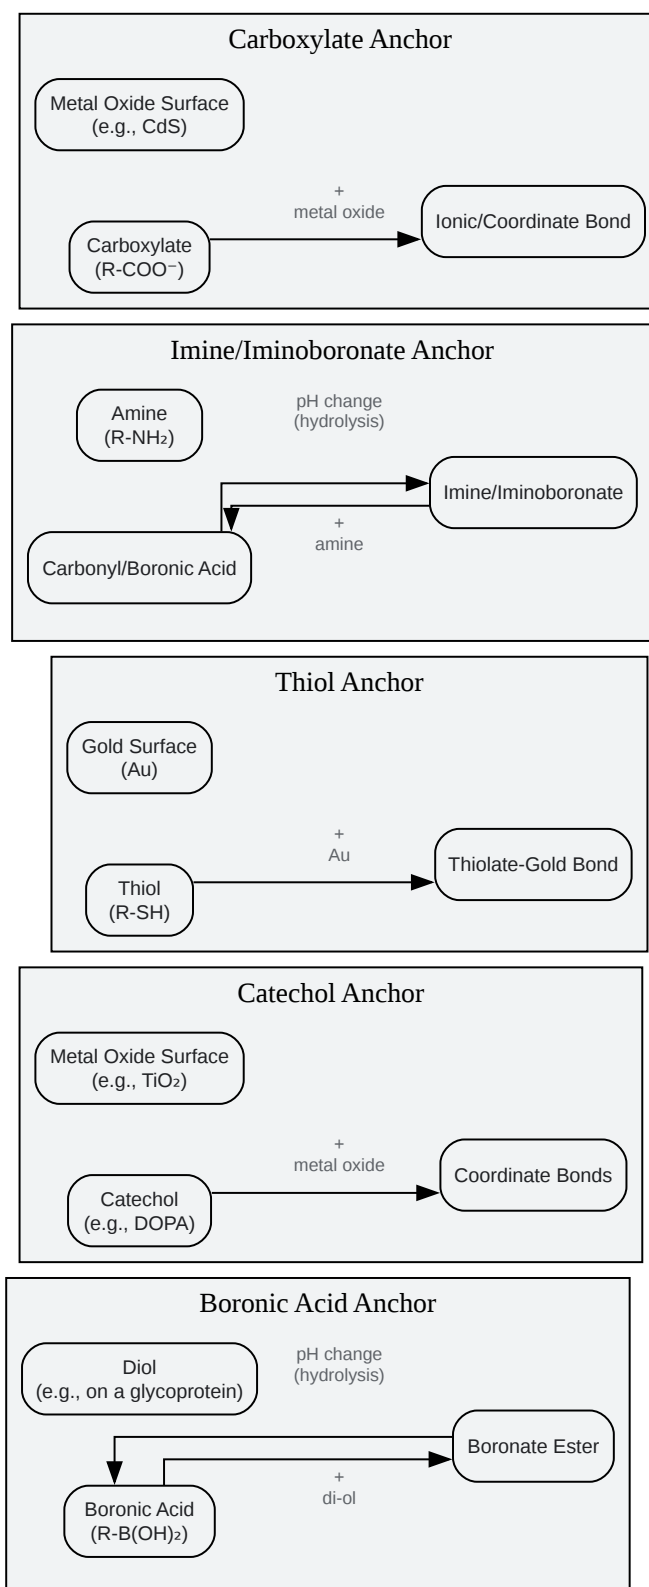 Carboxylate Anchor
Metal Oxide Surface
(e.g., CdS)
+
metal oxide
Ionic/Coordinate Bond
Carboxylate
(R-COO⁻)
Imine/Iminoboronate Anchor
Amine
(R-NH₂)
pH change
(hydrolysis)
Imine/Iminoboronate
+
amine
Carbonyl/Boronic Acid
Thiol Anchor
Gold Surface
(Au)
+
Au
Thiolate-Gold Bond
Thiol
(R-SH)
Catechol Anchor
Metal Oxide Surface
(e.g., TiO₂)
+
metal oxide
Coordinate Bonds
Catechol
(e.g., DOPA)
Boronic Acid Anchor
Diol
(e.g., on a glycoprotein)
pH change
(hydrolysis)
Boronate Ester
+
di-ol
Boronic Acid
(R-B(OH)₂)